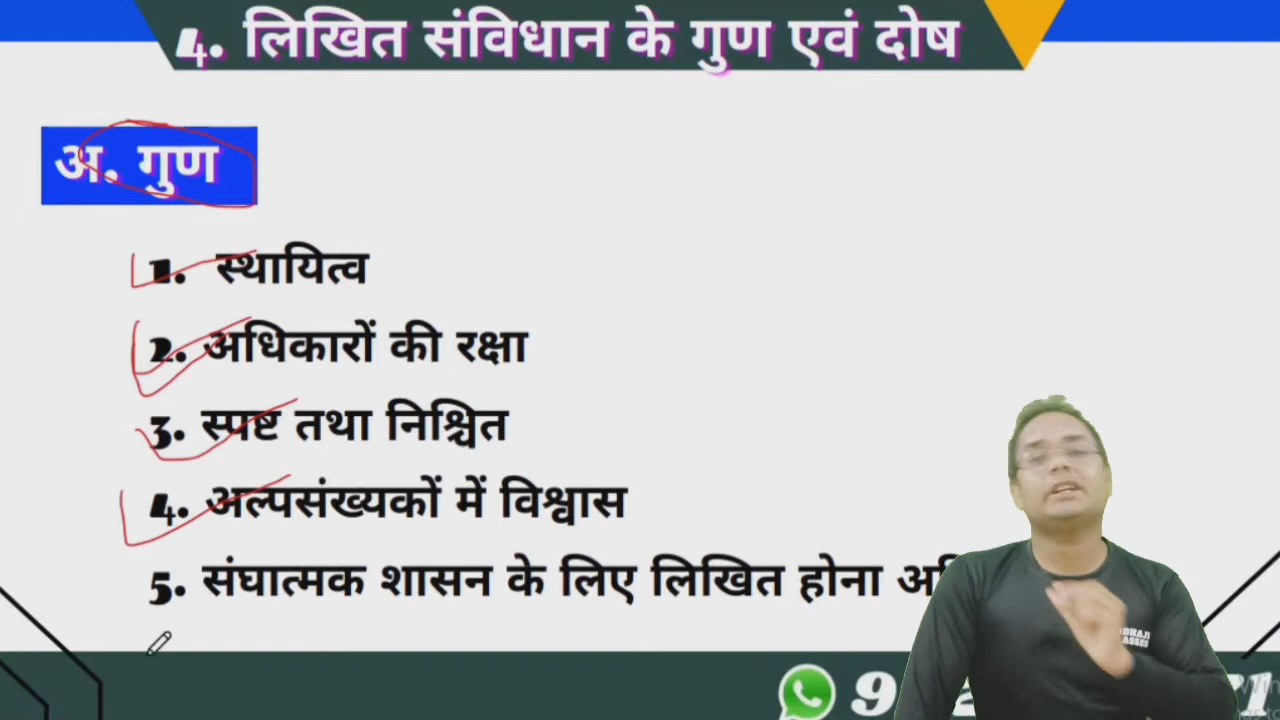 4. लिखित संविधान के गुण एवं दोष
अ. गुण
1. स्थायित्व
2. अधिकारों की रक्षा
3. स्पष्ट तथा निश्चित
4. अल्पसंख्यकों में विश्वास
5. संघात्मक शासन के लिए लिखित होना